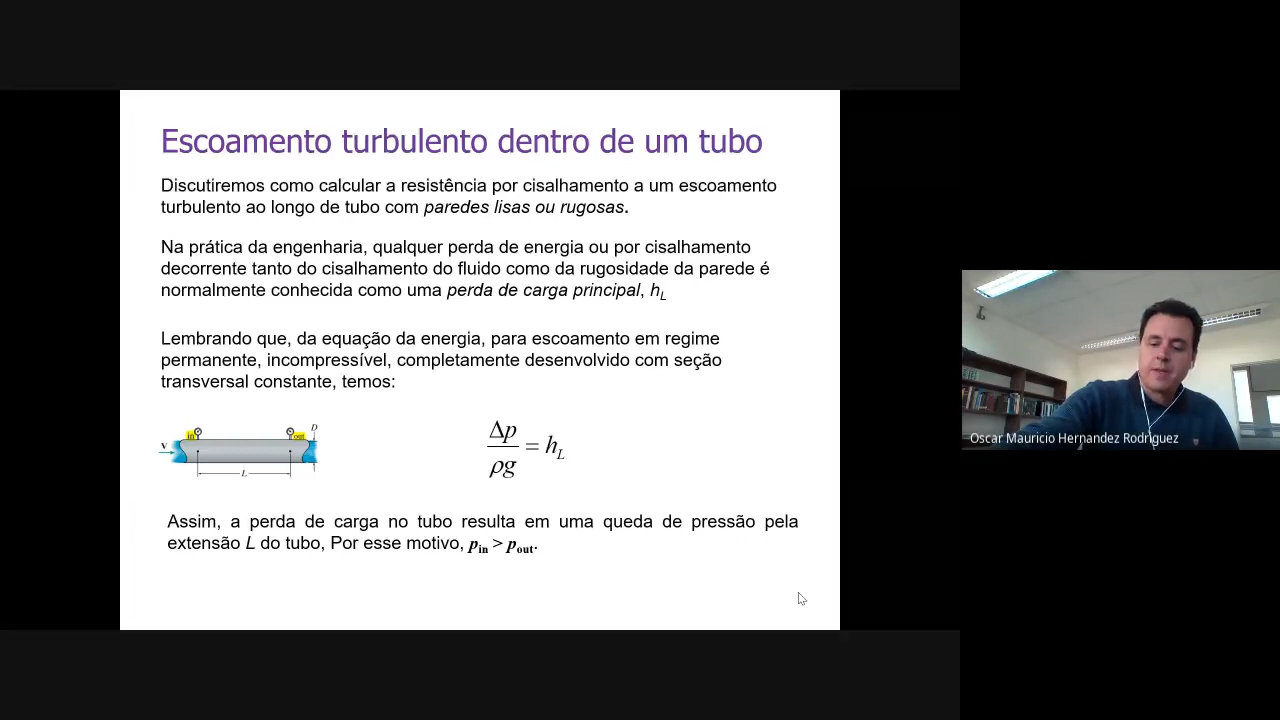 Escoamento turbulento dentro de um tubo
Discutiremos como calcular a resistência por cisalhamento a um escoamento
turbulento ao longo de tubo com paredes lisas ou rugosas.
Na prática da engenharia, qualquer perda de energia ou por cisalhamento
decorrente tanto do cisalhamento do fluido como da rugosidade da parede é
normalmente conhecida como uma perda de carga principal, h_L
Lembrando que, da equação da energia, para escoamento em regime
permanente, incompressível, completamente desenvolvido com seção
transversal constante, temos:
in out D
V
L
Δp/ρg = h_L
Assim, a perda de carga no tubo resulta em uma queda de pressão pela
extensão L do tubo, Por esse motivo, p_in > p_out.
Oscar Mauricio Hernandez Rodriguez